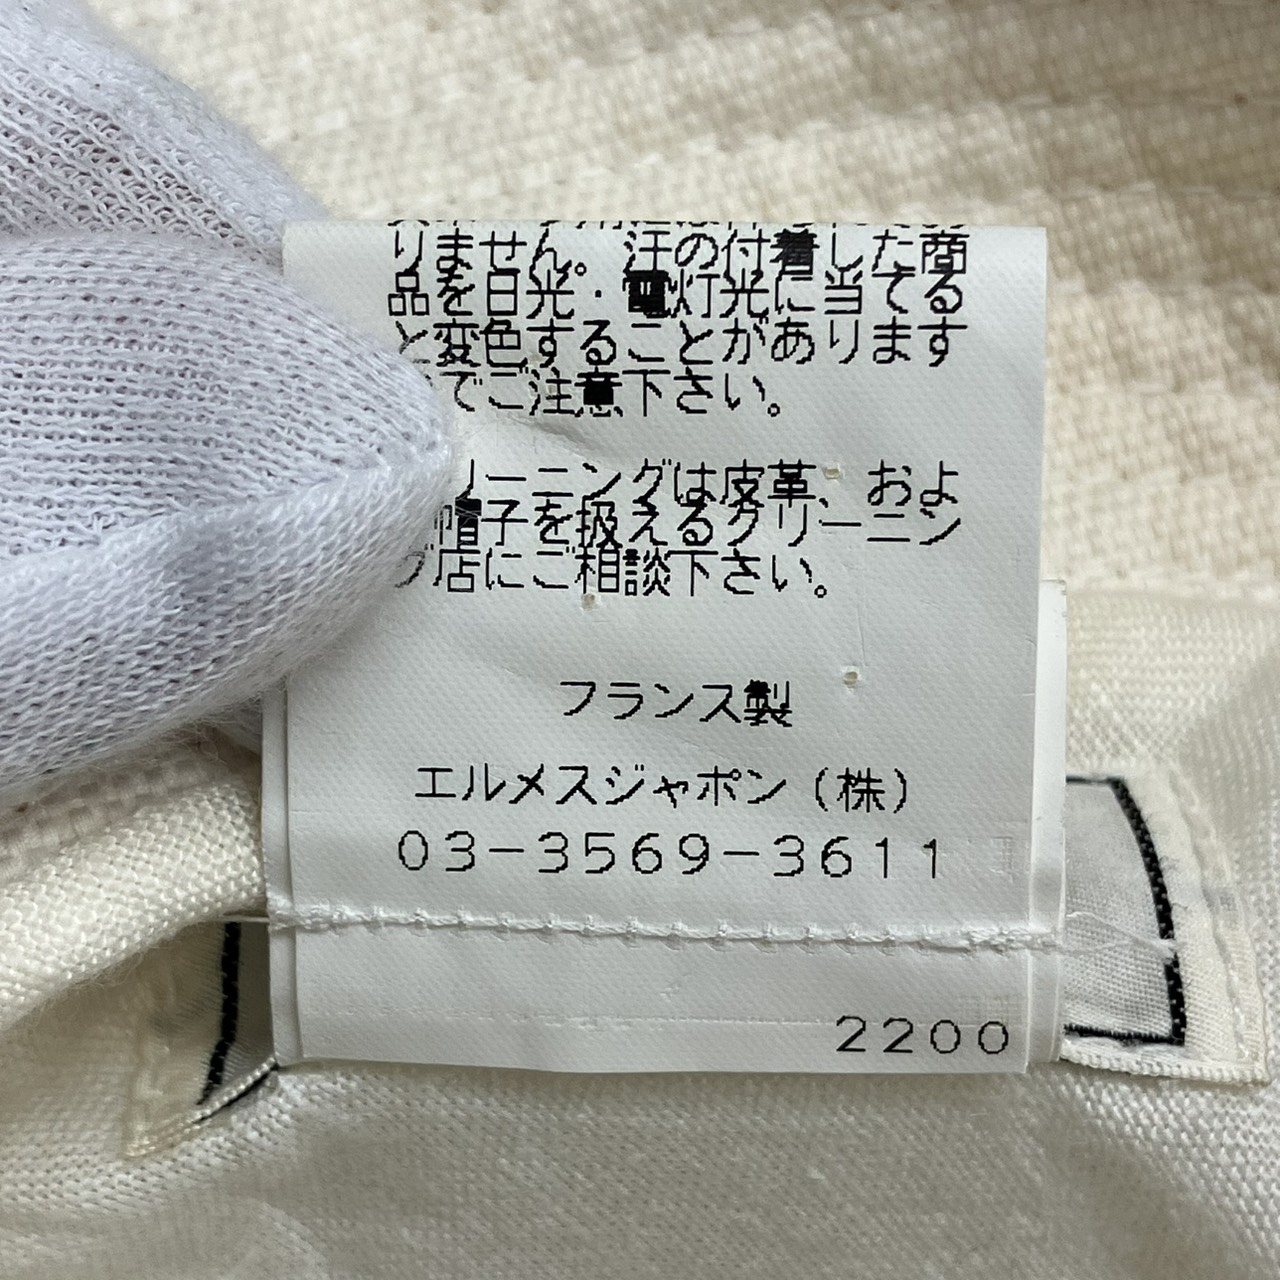 りません。汗の付着した商
品を日光・電灯光に当てる
と変色することがあります
でご注意下さい。
リーニングは皮革、およ
帽子を扱えるクリーニン
グ店にご相談下さい。
フランス製
エルメスジャポン(株)
03-3569-3611
2200